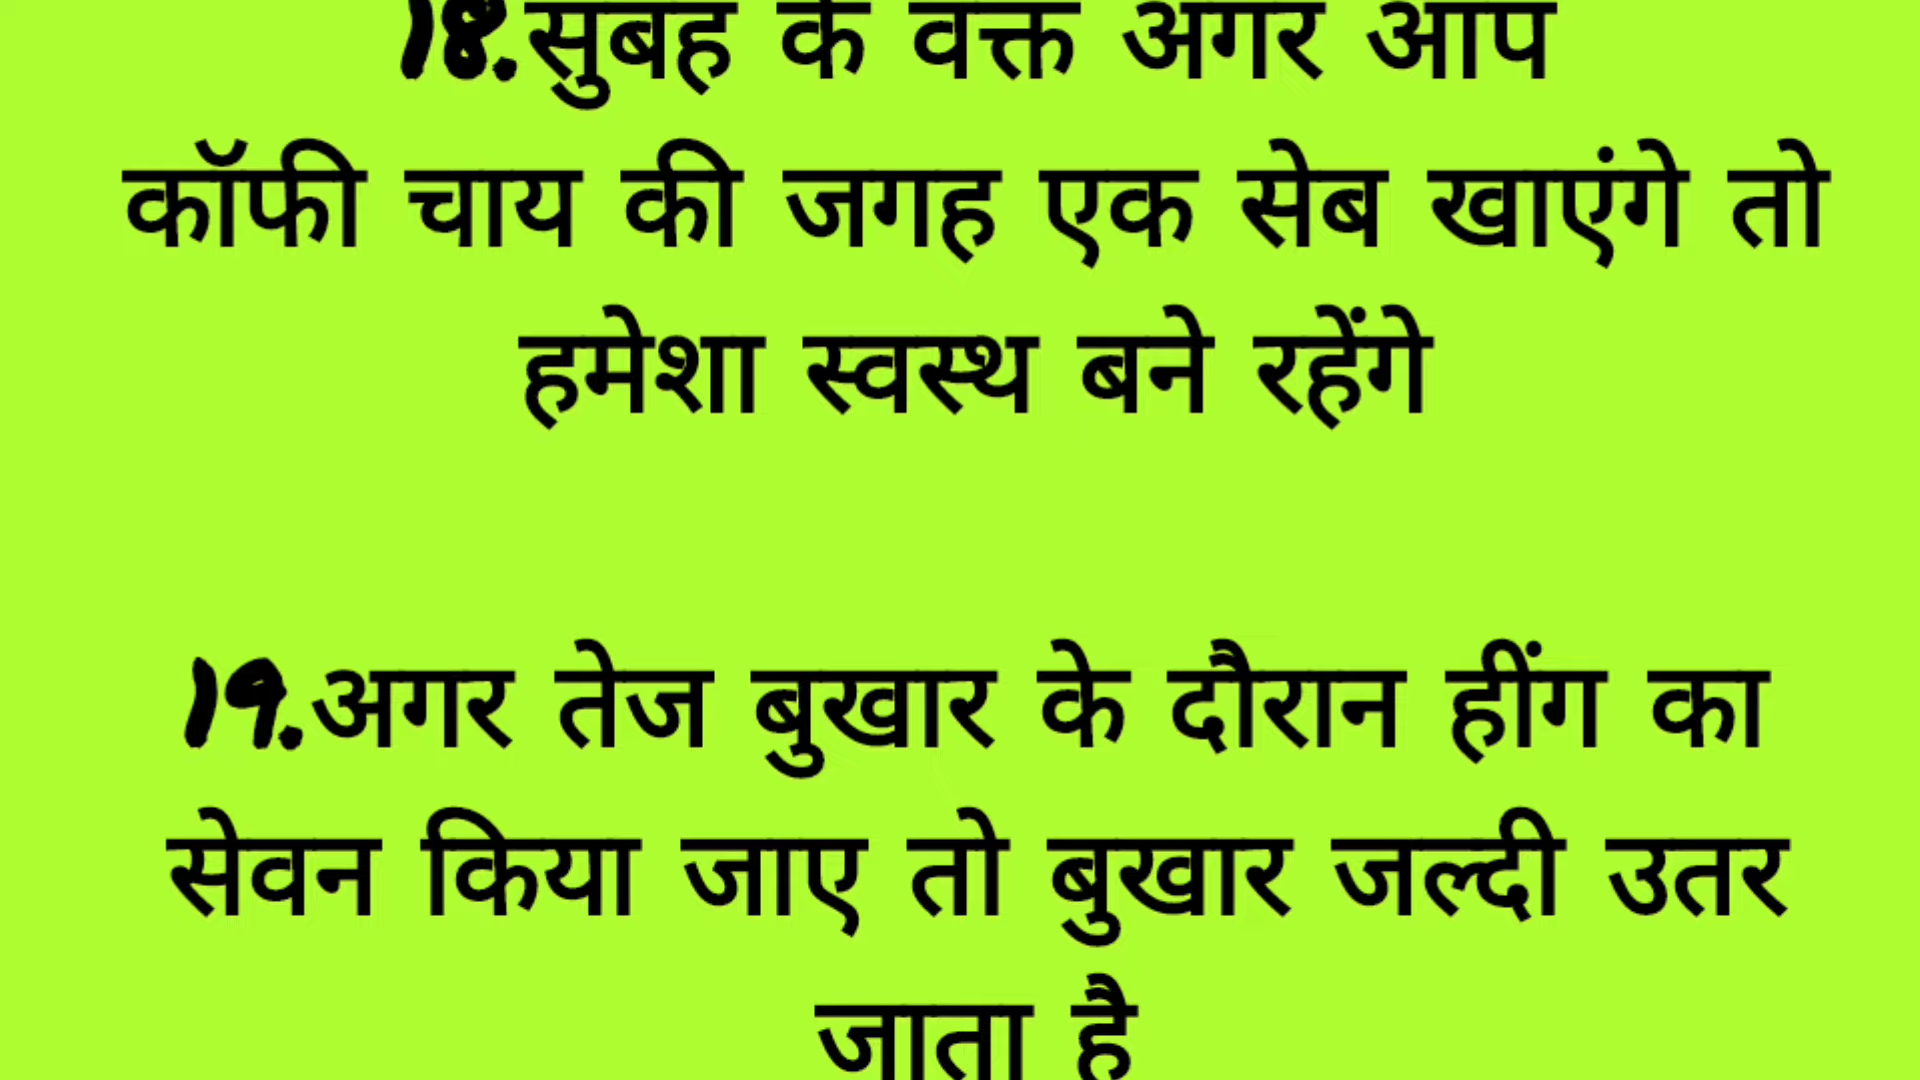 18.सुबह के वक्त अगर आप
कॉफी चाय की जगह एक सेब खाएंगे तो
हमेशा स्वस्थ बने रहेंगे
19.अगर तेज बुखार के दौरान हींग का
सेवन किया जाए तो बुखार जल्दी उतर
जाता है